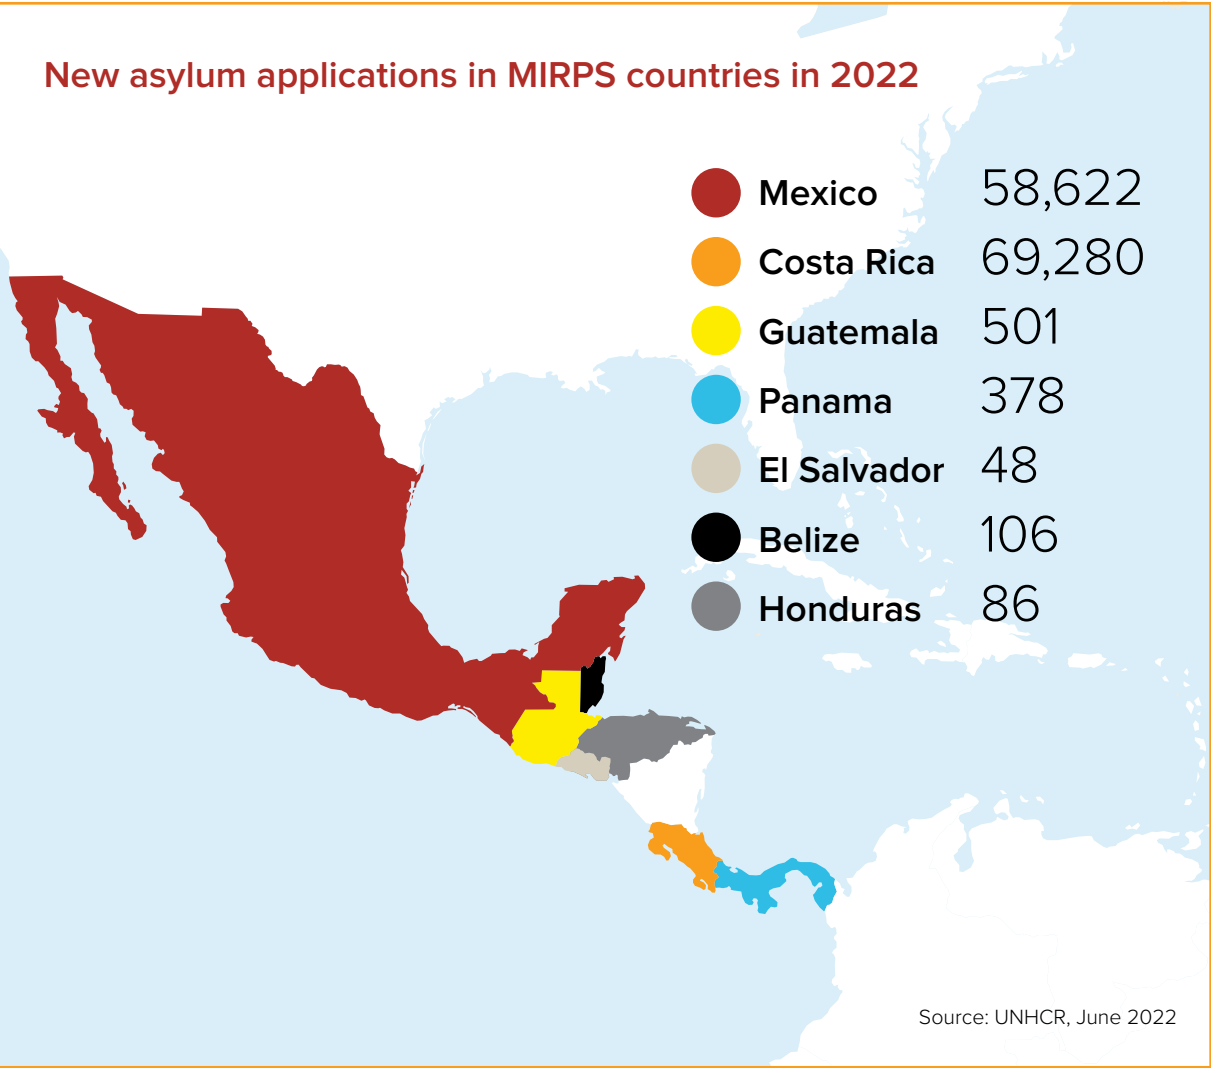 New asylum applications in MIRPS countries in 2022
Mexico 58,622
Costa Rica 69,280
Guatemala 501
Panama 378
El Salvador 48
Belize 106
Honduras 86
Source: UNHCR, June 2022